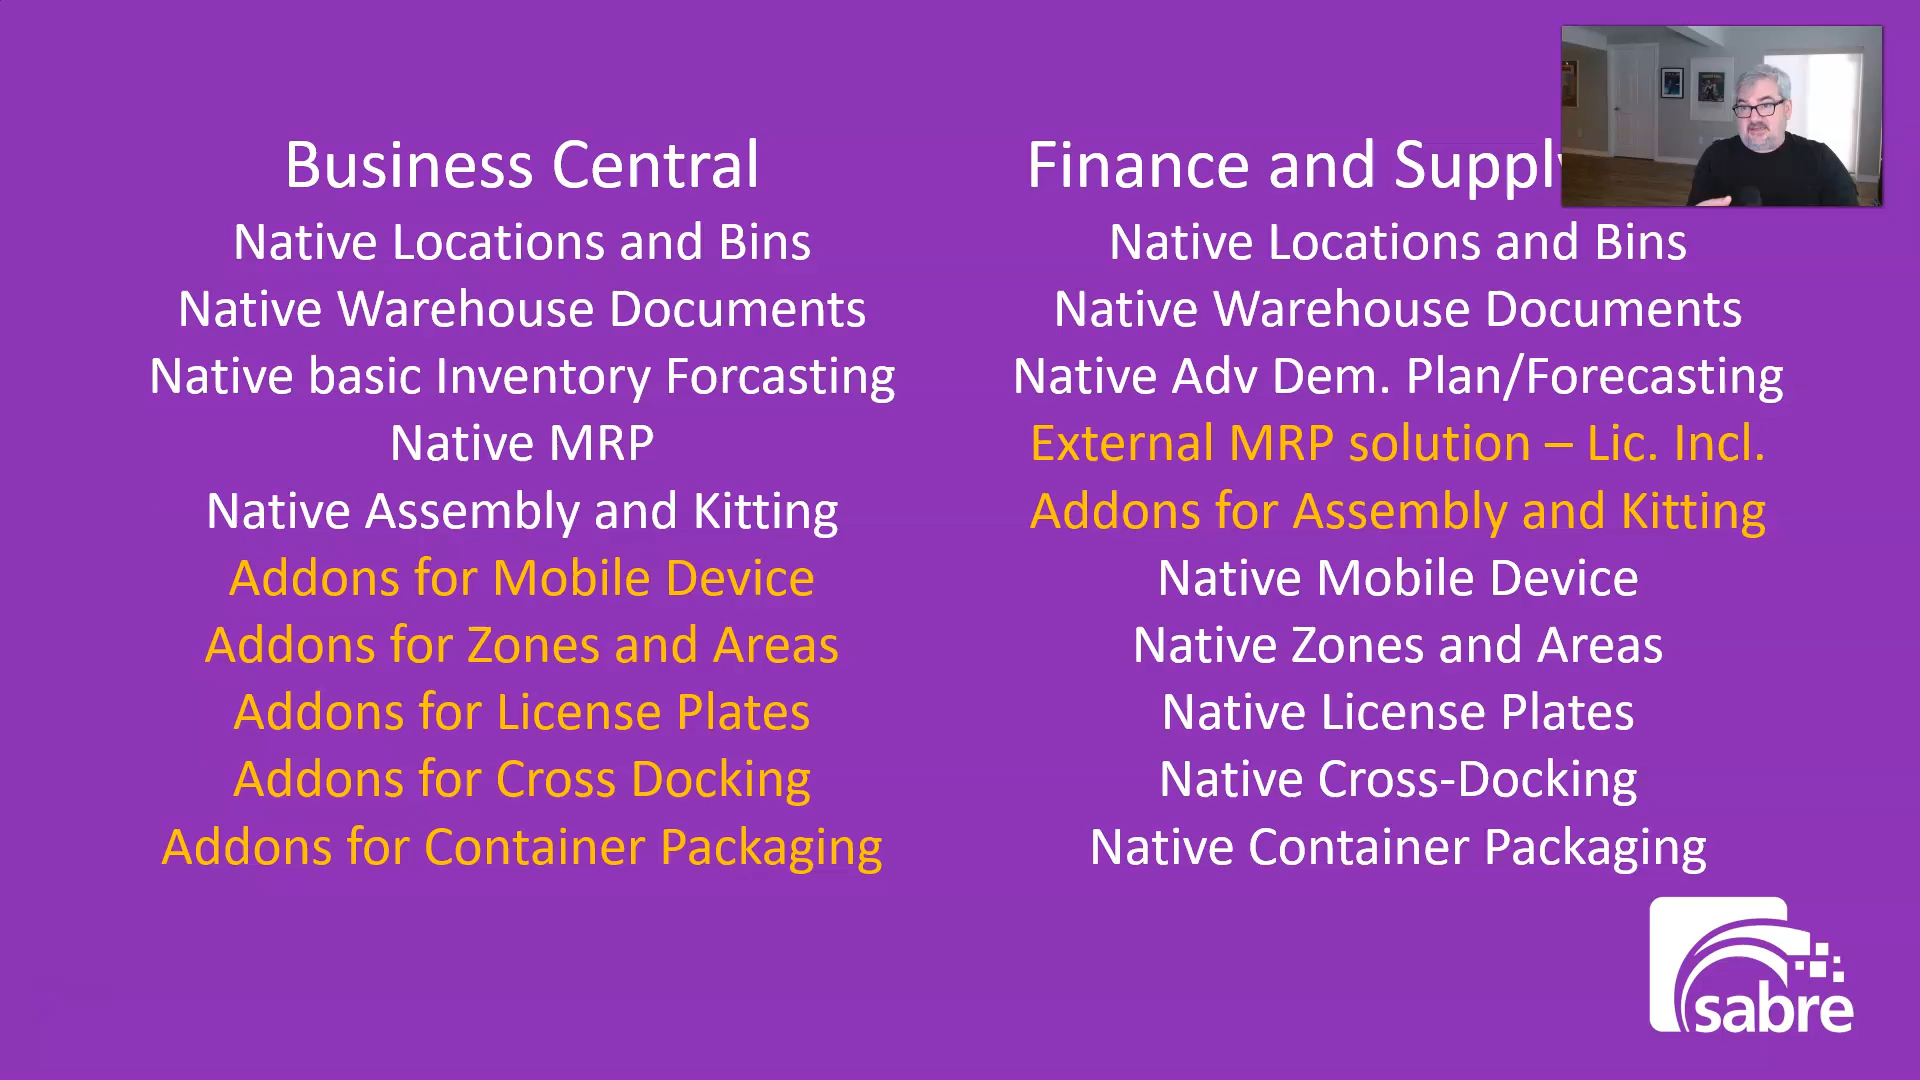 Business Central
Native Locations and Bins
Native Warehouse Documents
Native basic Inventory Forcasting
Native MRP
Native Assembly and Kitting
Addons for Mobile Device
Addons for Zones and Areas
Addons for License Plates
Addons for Cross Docking
Addons for Container Packaging
Finance and Supply
Native Locations and Bins
Native Warehouse Documents
Native Adv Dem. Plan/Forecasting
External MRP solution – Lic. Incl.
Addons for Assembly and Kitting
Native Mobile Device
Native Zones and Areas
Native License Plates
Native Cross-Docking
Native Container Packaging
sabre